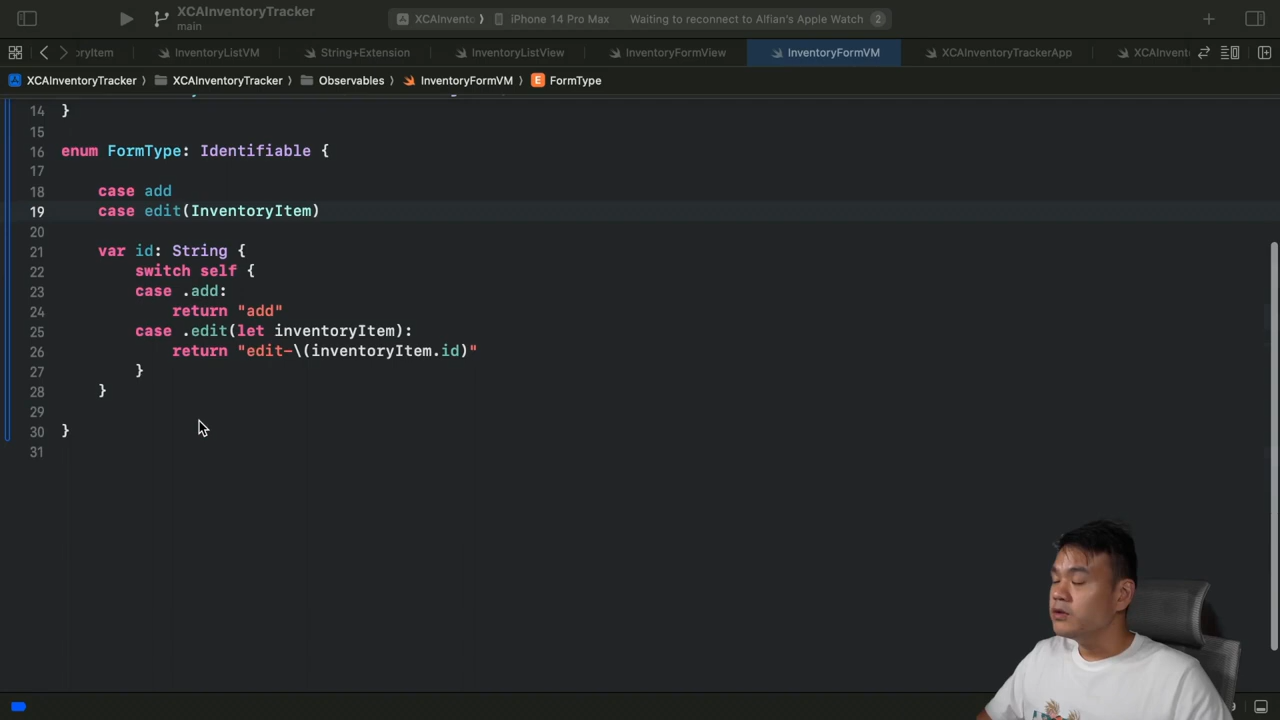 XCAInventoryTracker
main
XCAInvento ⟩ iPhone 14 Pro Max Waiting to reconnect to Alfian's Apple Watch 2
InventoryListVM String+Extension InventoryListView InventoryFormView InventoryFormVM XCAInventoryTrackerApp
XCAInventoryTracker ⟩ XCAInventoryTracker ⟩ Observables ⟩ InventoryFormVM ⟩ E FormType
14 }
15
16 enum FormType: Identifiable {
17
18 case add
19 case edit(InventoryItem)
20
21 var id: String {
22 switch self {
23 case .add:
24 return "add"
25 case .edit(let inventoryItem):
26 return "edit-\(inventoryItem.id)"
27 }
28 }
29
30 }
31